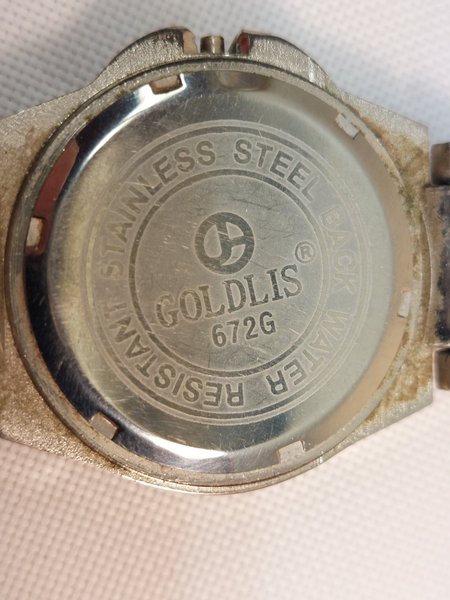 STAINLESS STEEL BACK WATER RESISTANT
GOLDLIS®
672G